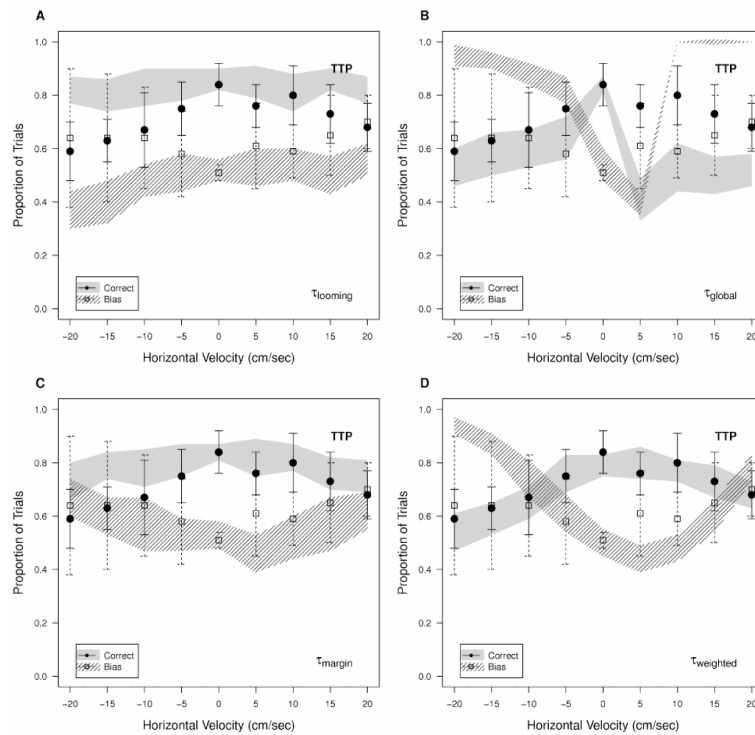 A
TTP
1.0
0.8
0.6
0.4
0.2
0.0
Proportion of Trials
Correct
Bias
τlooming
−20 −15 −10 −5 0 5 10 15 20
Horizontal Velocity (cm/sec)
B
TTP
1.0
0.8
0.6
0.4
0.2
0.0
Proportion of Trials
Correct
Bias
τglobal
−20 −15 −10 −5 0 5 10 15 20
Horizontal Velocity (cm/sec)
C
TTP
1.0
0.8
0.6
0.4
0.2
0.0
Proportion of Trials
Correct
Bias
τmargin
−20 −15 −10 −5 0 5 10 15 20
Horizontal Velocity (cm/sec)
D
TTP
1.0
0.8
0.6
0.4
0.2
0.0
Proportion of Trials
Correct
Bias
τweighted
−20 −15 −10 −5 0 5 10 15 20
Horizontal Velocity (cm/sec)